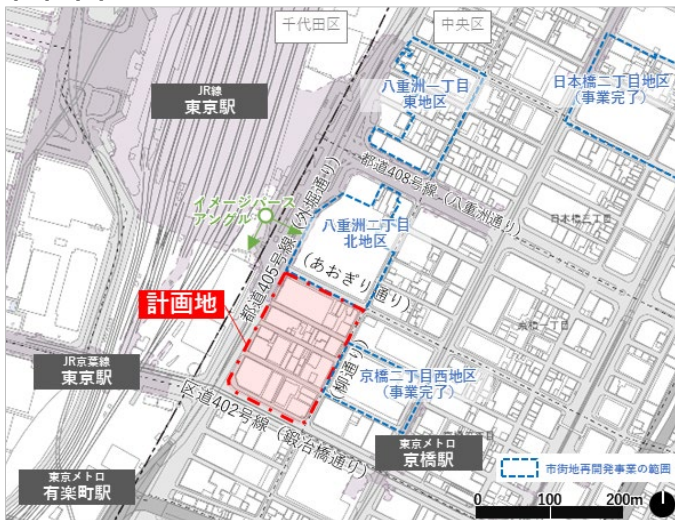 千代田区
中央区
八重洲一丁目
東地区
日本橋二丁目地区
(事業完了)
JR線
東京駅
都道408号線 (八重洲通り)
イメージパース
アングル
都道405号線 (外堀通り)
八重洲二丁目
北地区
日本橋三丁目
(あおぎり通り)
計画地
京橋一丁目
JR京葉線
東京駅
(柳通り)
京橋二丁目西地区
(事業完了)
区道402号線 (鍛冶橋通り)
東京メトロ
京橋駅
東京メトロ
有楽町駅
市街地再開発事業の範囲
0 100 200m